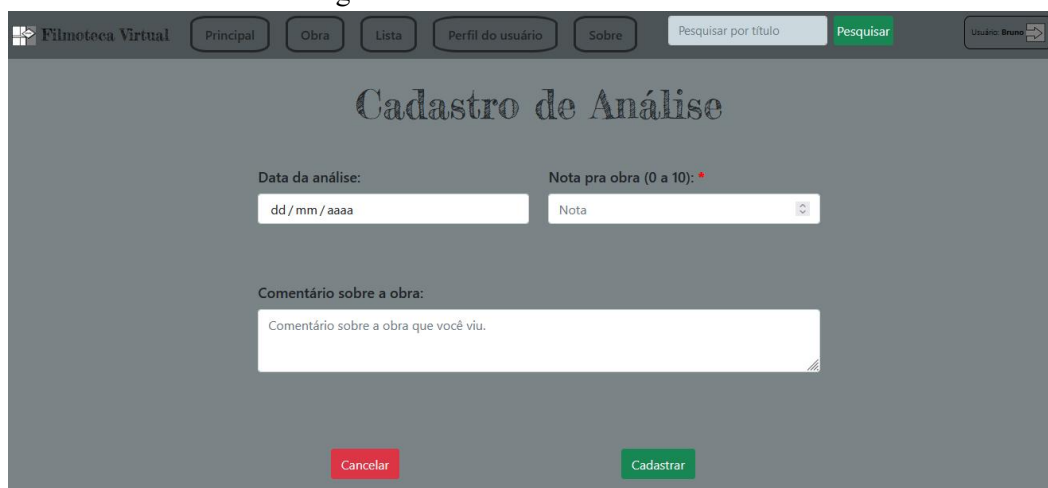 Filmoteca Virtual Principal Obra Lista Perfil do usuário Sobre Pesquisar por título Pesquisar Usuário: Bruno
Cadastro de Análise
Data da análise: Nota pra obra (0 a 10): *
dd / mm / aaaa Nota
Comentário sobre a obra:
Comentário sobre a obra que você viu.
Cancelar Cadastrar